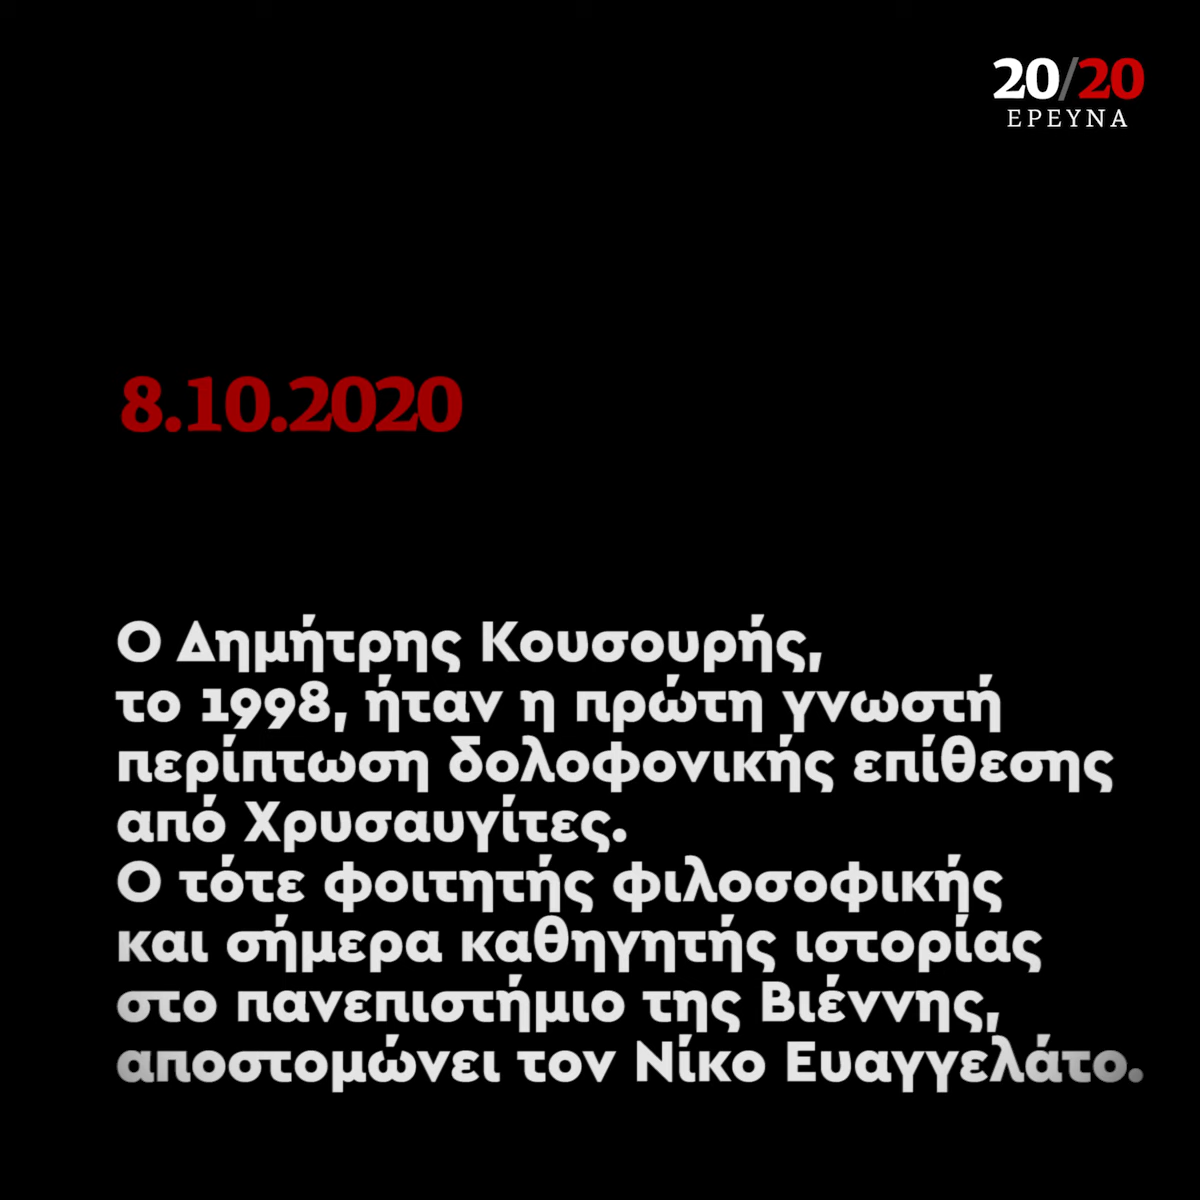 20/20
ΕΡΕΥΝΑ
8.10.2020
Ο Δημήτρης Κουσουρής,
το 1998, ήταν η πρώτη γνωστή
περίπτωση δολοφονικής επίθεσης
από Χρυσαυγίτες.
Ο τότε φοιτητής φιλοσοφικής
και σήμερα καθηγητής ιστορίας
στο πανεπιστήμιο της Βιέννης,
αποστομώνει τον Νίκο Ευαγγελάτο.